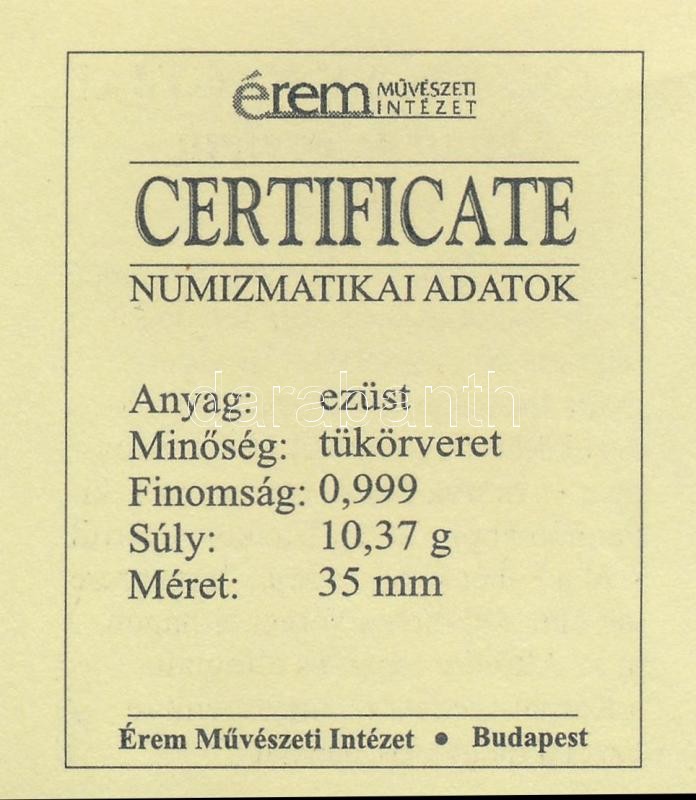 érem MŰVÉSZETI
INTÉZET
CERTIFICATE
NUMIZMATIKAI ADATOK
darabanth
Anyag: ezüst
Minőség: tükörveret
Finomság: 0,999
Súly: 10,37 g
Méret: 35 mm
Érem Művészeti Intézet • Budapest